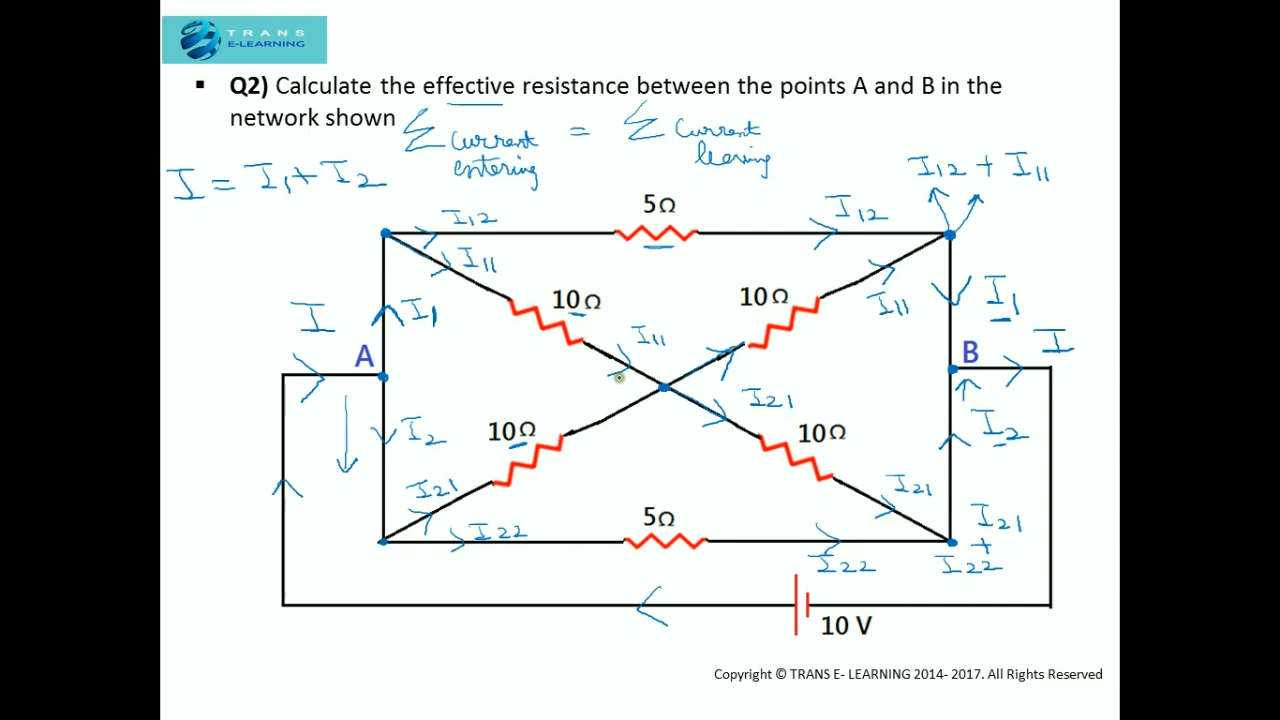 TRANS
E-LEARNING
▪ Q2) Calculate the effective resistance between the points A and B in the
network shown
Σ current entering = Σ current leaving
I = I1 + I2
I12 + I11
5Ω
I12
I12
I11
10Ω
10Ω
I11
I
I1
I1
I11
A
B
I
I21
I2
10Ω
10Ω
I2
I21
I21
I21
+
I22
5Ω
I22
I22
10 V
Copyright © TRANS E- LEARNING 2014- 2017. All Rights Reserved